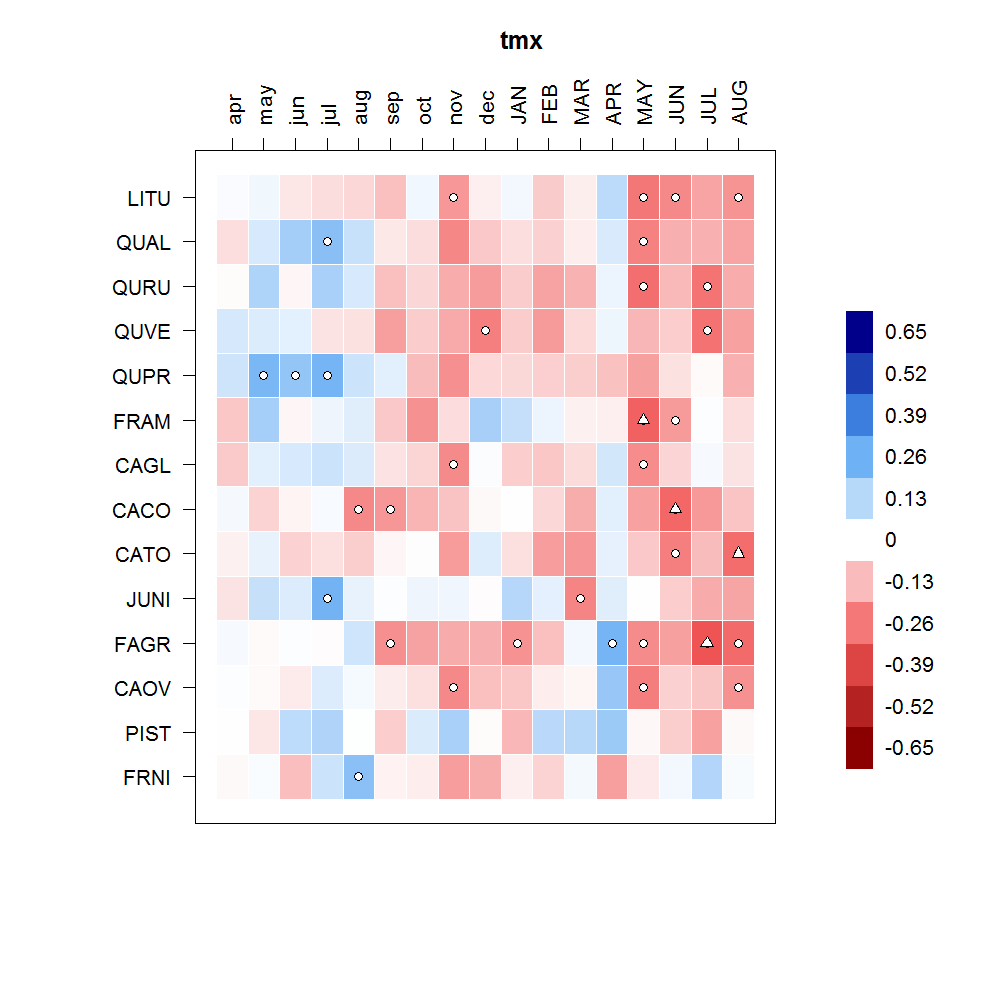 tmx
apr may jun jul aug sep oct nov dec JAN FEB MAR APR MAY JUN JUL AUG
LITU
QUAL
QURU
QUVE
QUPR
FRAM
CAGL
CACO
CATO
JUNI
FAGR
CAOV
PIST
FRNI
0.65
0.52
0.39
0.26
0.13
0
-0.13
-0.26
-0.39
-0.52
-0.65